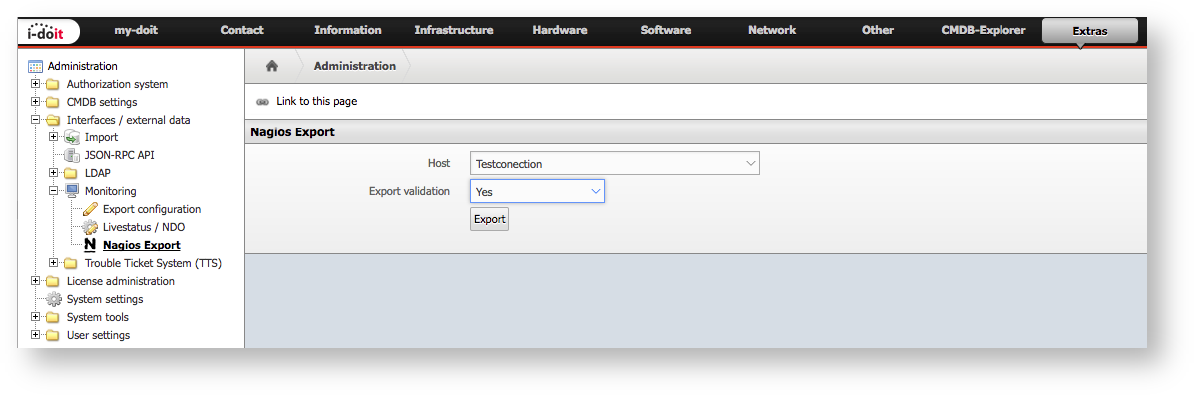 i-doit my-doit Contact Information Infrastructure Hardware Software Network Other CMDB-Explorer Extras
Administration
Authorization system
CMDB settings
Interfaces / external data
Import
JSON-RPC API
LDAP
Monitoring
Export configuration
Livestatus / NDO
Nagios Export
Trouble Ticket System (TTS)
License administration
System settings
System tools
User settings
Administration
Link to this page
Nagios Export
Host Testconection
Export validation Yes
Export